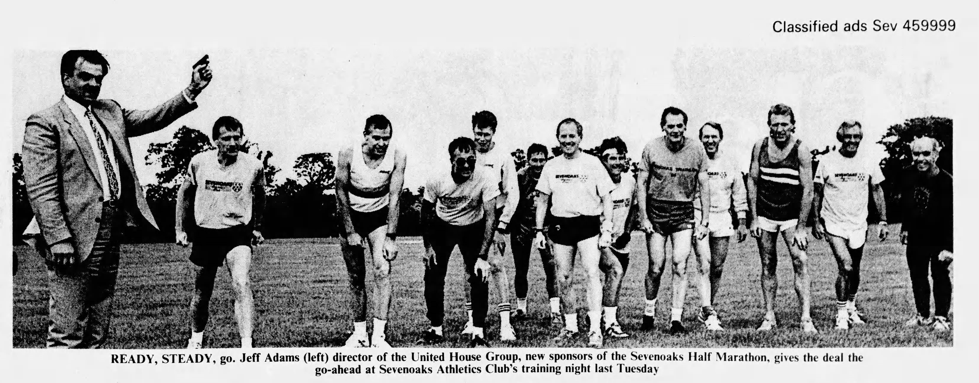 Classified ads Sev 459999
SEVENOAKS
READY, STEADY, go. Jeff Adams (left) director of the United House Group, new sponsors of the Sevenoaks Half Marathon, gives the deal the
go-ahead at Sevenoaks Athletics Club's training night last Tuesday